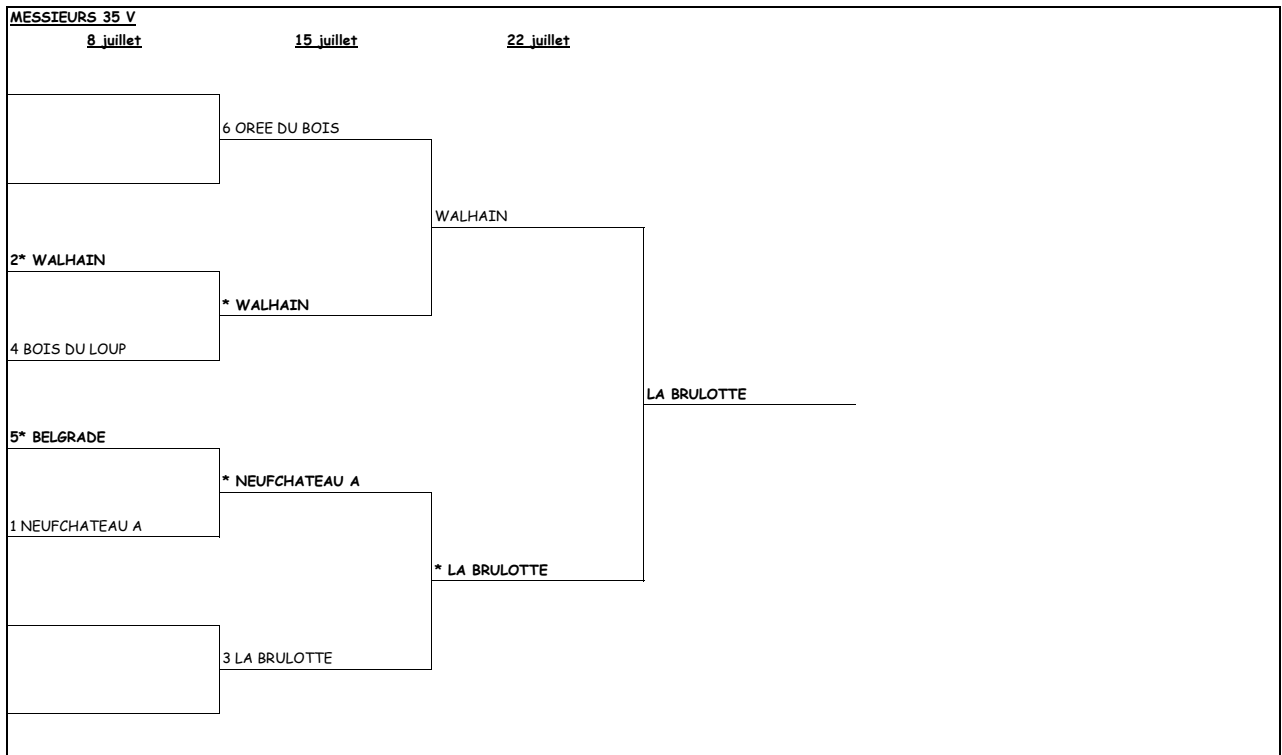 MESSIEURS 35 V
8 juillet 15 juillet 22 juillet
6 OREE DU BOIS
WALHAIN
2* WALHAIN
* WALHAIN
4 BOIS DU LOUP
LA BRULOTTE
5* BELGRADE
* NEUFCHATEAU A
1 NEUFCHATEAU A
* LA BRULOTTE
3 LA BRULOTTE